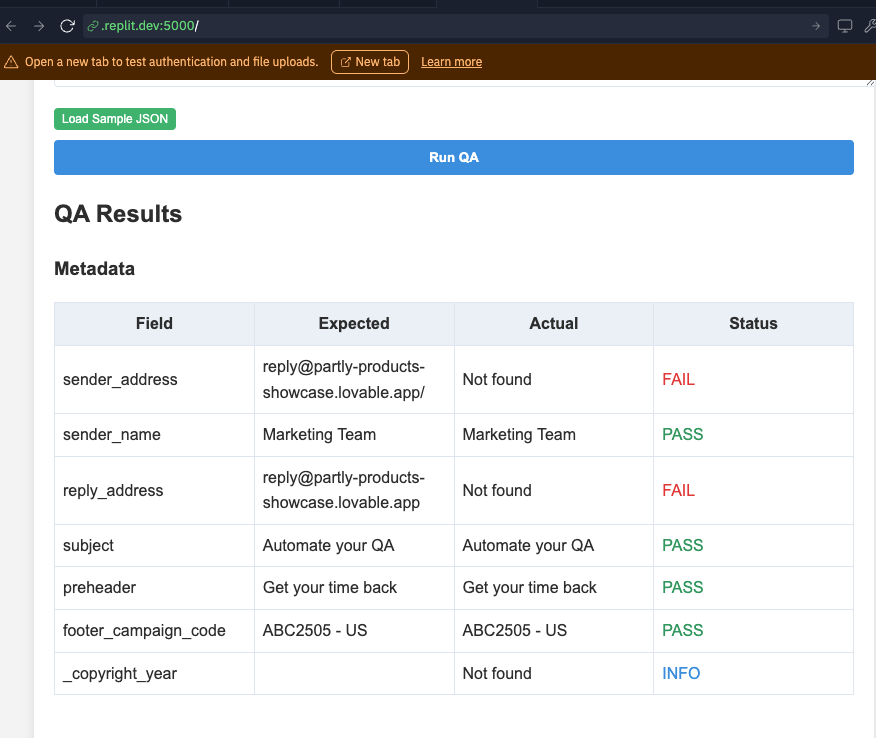 .replit.dev:5000/
Open a new tab to test authentication and file uploads. New tab Learn more
Load Sample JSON
Run QA
QA Results
Metadata
Field Expected Actual Status
sender_address reply@partly-products-
showcase.lovable.app/ Not found FAIL
sender_name Marketing Team Marketing Team PASS
reply_address reply@partly-products-
showcase.lovable.app Not found FAIL
subject Automate your QA Automate your QA PASS
preheader Get your time back Get your time back PASS
footer_campaign_code ABC2505 - US ABC2505 - US PASS
_copyright_year Not found INFO